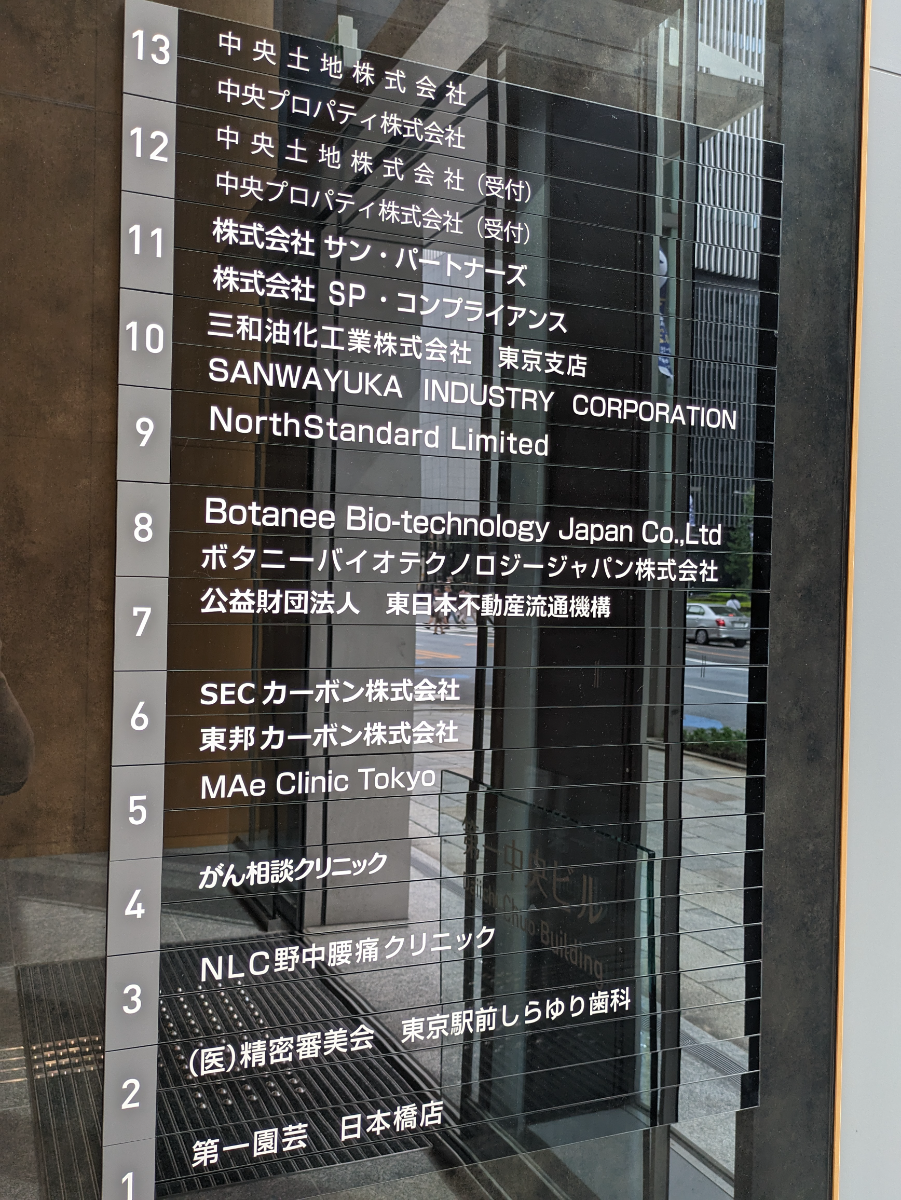 13
中央土地株式会社
中央プロパティ株式会社
12
中央土地株式会社(受付)
中央プロパティ株式会社(受付)
11
株式会社 サン・パートナーズ
株式会社 SP・コンプライアンス
10
三和油化工業株式会社 東京支店
SANWAYUKA INDUSTRY CORPORATION
9
NorthStandard Limited
8
Botanee Bio-technology Japan Co.,Ltd
ボタニーバイオテクノロジージャパン株式会社
7
公益財団法人 東日本不動産流通機構
6
SECカーボン株式会社
東邦カーボン株式会社
5
MAe Clinic Tokyo
4
がん相談クリニック
3
NLC野中腰痛クリニック
2
(医)精密審美会 東京駅前しらゆり歯科
1
第一園芸 日本橋店
中央ビル
Building